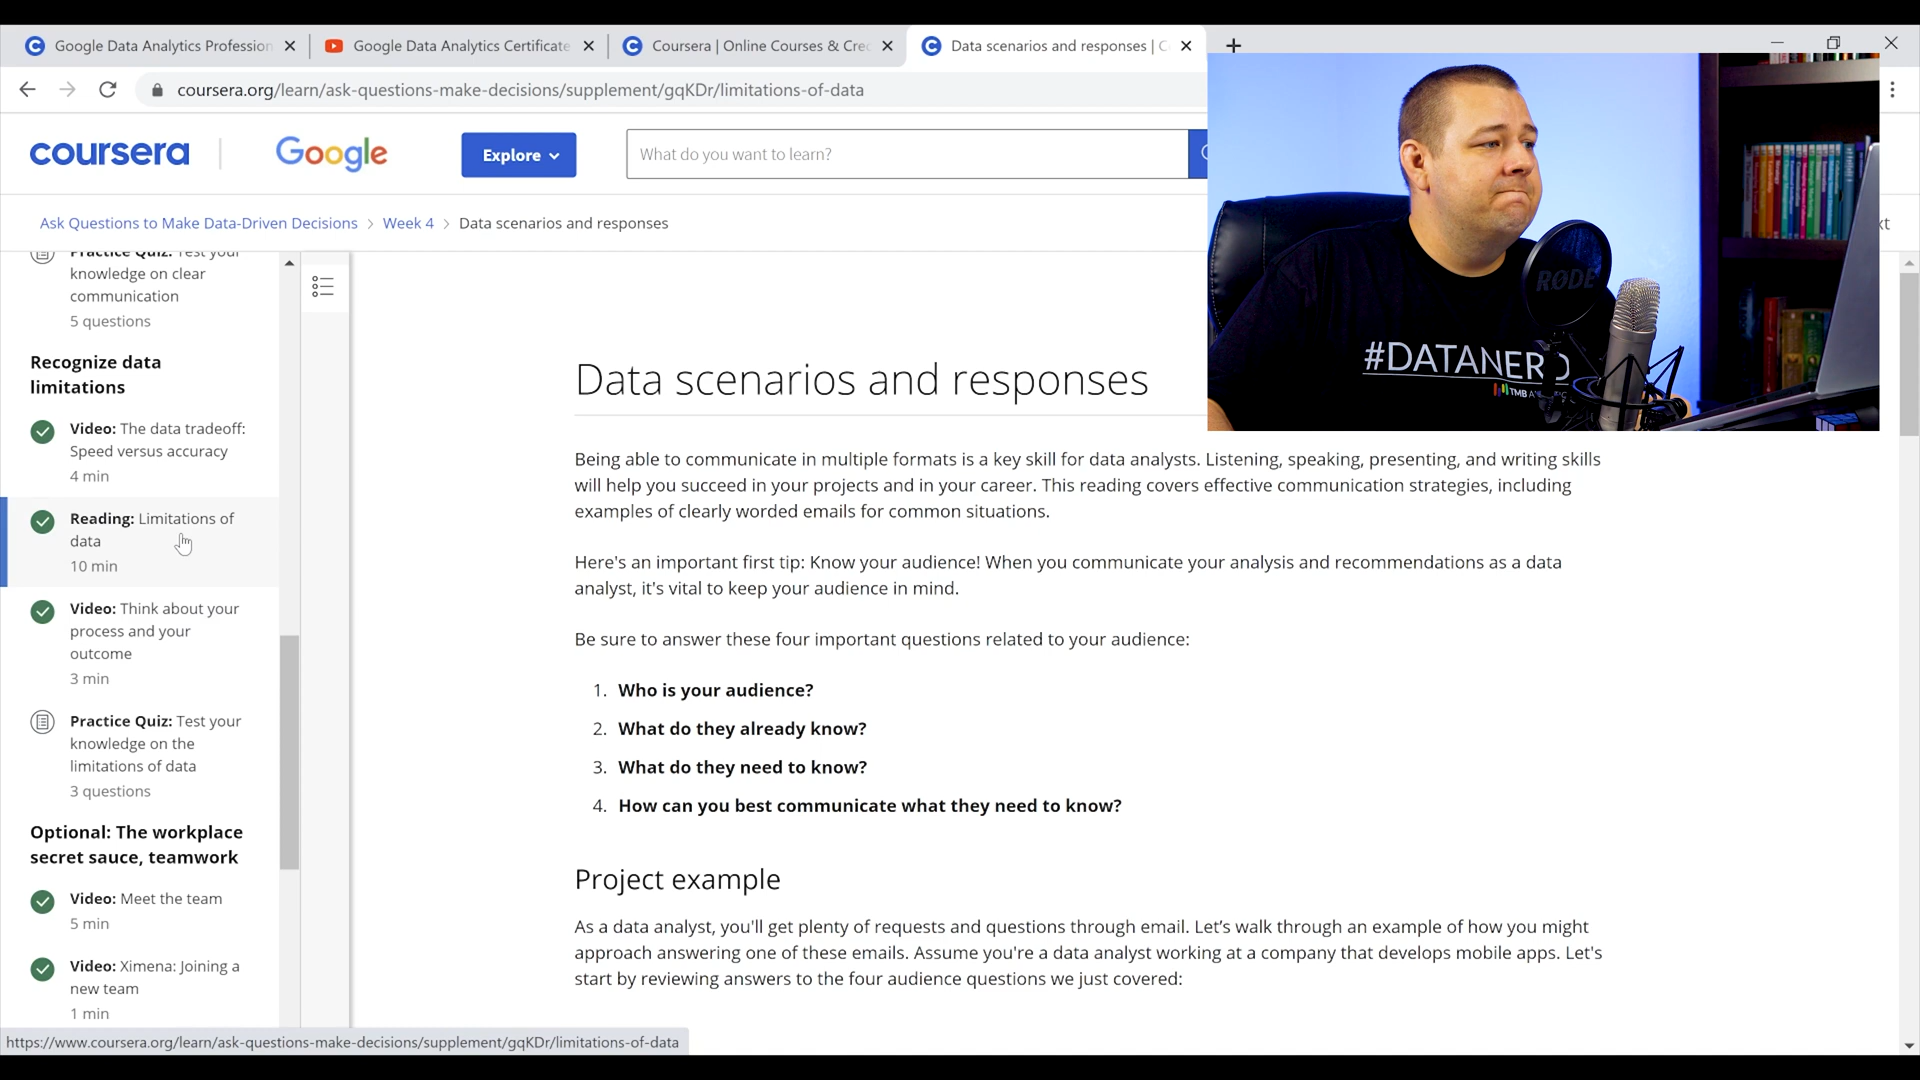 Google Data Analytics Profession
Google Data Analytics Certificate
Coursera | Online Courses & Cre
Data scenarios and responses | C
coursera.org/learn/ask-questions-make-decisions/supplement/gqKDr/limitations-of-data
coursera
Google
Explore
What do you want to learn?
Ask Questions to Make Data-Driven Decisions > Week 4 > Data scenarios and responses
Practice Quiz: Test your
knowledge on clear
communication
5 questions
Recognize data
limitations
Video: The data tradeoff:
Speed versus accuracy
4 min
Reading: Limitations of
data
10 min
Video: Think about your
process and your
outcome
3 min
Practice Quiz: Test your
knowledge on the
limitations of data
3 questions
Optional: The workplace
secret sauce, teamwork
Video: Meet the team
5 min
Video: Ximena: Joining a
new team
1 min
https://www.coursera.org/learn/ask-questions-make-decisions/supplement/gqKDr/limitations-of-data
Data scenarios and responses
Being able to communicate in multiple formats is a key skill for data analysts. Listening, speaking, presenting, and writing skills
will help you succeed in your projects and in your career. This reading covers effective communication strategies, including
examples of clearly worded emails for common situations.
Here's an important first tip: Know your audience! When you communicate your analysis and recommendations as a data
analyst, it's vital to keep your audience in mind.
Be sure to answer these four important questions related to your audience:
1. Who is your audience?
2. What do they already know?
3. What do they need to know?
4. How can you best communicate what they need to know?
Project example
As a data analyst, you'll get plenty of requests and questions through email. Let's walk through an example of how you might
approach answering one of these emails. Assume you're a data analyst working at a company that develops mobile apps. Let's
start by reviewing answers to the four audience questions we just covered:
RØDE
#DATANERD
TMB
xt